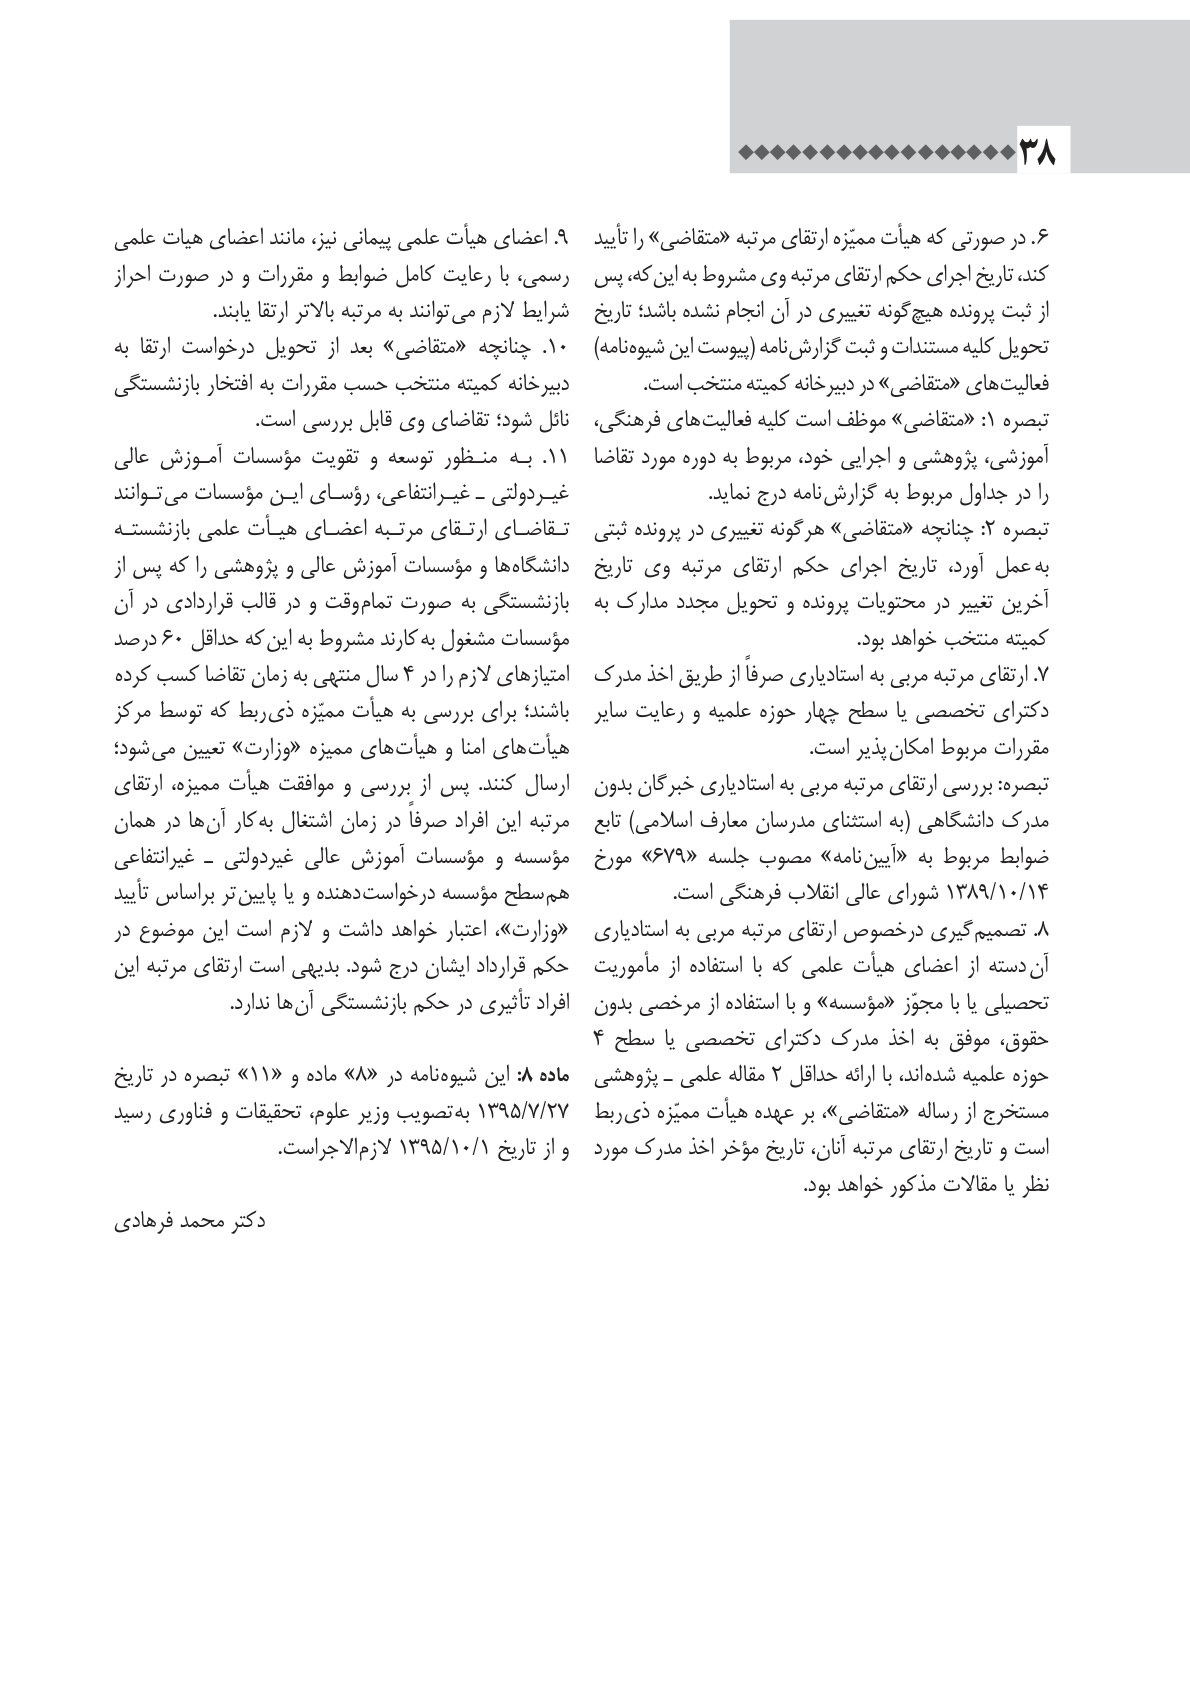 ۳۸
۶. در صورتی که هیأت ممیّزه ارتقای مرتبه «متقاضی» را تأیید
کند، تاریخ اجرای حکم ارتقای مرتبه وی مشروط به این‌که، پس
از ثبت پرونده هیچ‌گونه تغییری در آن انجام نشده باشد؛ تاریخ
تحویل کلیه مستندات و ثبت گزارش‌نامه (پیوست این شیوه‌نامه)
فعالیت‌های «متقاضی» در دبیرخانه کمیته منتخب است.
تبصره ۱: «متقاضی» موظف است کلیه فعالیت‌های فرهنگی،
آموزشی، پژوهشی و اجرایی خود، مربوط به دوره مورد تقاضا
را در جداول مربوط به گزارش‌نامه درج نماید.
تبصره ۲: چنانچه «متقاضی» هرگونه تغییری در پرونده ثبتی
به‌عمل آورد، تاریخ اجرای حکم ارتقای مرتبه وی تاریخ
آخرین تغییر در محتویات پرونده و تحویل مجدد مدارک به
کمیته منتخب خواهد بود.
۷. ارتقای مرتبه مربی به استادیاری صرفاً از طریق اخذ مدرک
دکترای تخصصی یا سطح چهار حوزه علمیه و رعایت سایر
مقررات مربوط امکان‌پذیر است.
تبصره: بررسی ارتقای مرتبه مربی به استادیاری خبرگان بدون
مدرک دانشگاهی (به استثنای مدرسان معارف اسلامی) تابع
ضوابط مربوط به «آیین‌نامه» مصوب جلسه «۶۷۹» مورخ
۱۳۸۹/۱۰/۱۴ شورای عالی انقلاب فرهنگی است.
۸. تصمیم‌گیری درخصوص ارتقای مرتبه مربی به استادیاری
آن‌دسته از اعضای هیأت علمی که با استفاده از مأموریت
تحصیلی یا با مجوّز «مؤسسه» و با استفاده از مرخصی بدون
حقوق، موفق به اخذ مدرک دکترای تخصصی یا سطح ۴
حوزه علمیه شده‌اند، با ارائه حداقل ۲ مقاله علمی ـ پژوهشی
مستخرج از رساله «متقاضی»، بر عهده هیأت ممیّزه ذی‌ربط
است و تاریخ ارتقای مرتبه آنان، تاریخ مؤخر اخذ مدرک مورد
نظر یا مقالات مذکور خواهد بود.
۹. اعضای هیأت علمی پیمانی نیز، مانند اعضای هیات علمی
رسمی، با رعایت کامل ضوابط و مقررات و در صورت احراز
شرایط لازم می‌توانند به مرتبه بالاتر ارتقا یابند.
۱۰. چنانچه «متقاضی» بعد از تحویل درخواست ارتقا به
دبیرخانه کمیته منتخب حسب مقررات به افتخار بازنشستگی
نائل شود؛ تقاضای وی قابل بررسی است.
۱۱. بـه منـظور توسعه و تقویت مؤسسات آمـوزش عالی
غیـردولتی ـ غیـرانتفاعی، رؤسـای ایـن مؤسسات می‌تـوانند
تـقاضـای ارتـقای مرتـبه اعضـای هیـأت علمی بازنشستـه
دانشگاه‌ها و مؤسسات آموزش عالی و پژوهشی را که پس از
بازنشستگی به صورت تمام‌وقت و در قالب قراردادی در آن
مؤسسات مشغول به‌کارند مشروط به این‌که حداقل ۶۰ درصد
امتیازهای لازم را در ۴ سال منتهی به زمان تقاضا کسب کرده
باشند؛ برای بررسی به هیأت ممیّزه ذی‌ربط که توسط مرکز
هیأت‌های امنا و هیأت‌های ممیزه «وزارت» تعیین می‌شود؛
ارسال کنند. پس از بررسی و موافقت هیأت ممیزه، ارتقای
مرتبه این افراد صرفاً در زمان اشتغال به‌کار آن‌ها در همان
مؤسسه و مؤسسات آموزش عالی غیردولتی ـ غیرانتفاعی
هم‌سطح مؤسسه درخواست‌دهنده و یا پایین‌تر براساس تأیید
«وزارت»، اعتبار خواهد داشت و لازم است این موضوع در
حکم قرارداد ایشان درج شود. بدیهی است ارتقای مرتبه این
افراد تأثیری در حکم بازنشستگی آن‌ها ندارد.
ماده ۸: این شیوه‌نامه در «۸» ماده و «۱۱» تبصره در تاریخ
۱۳۹۵/۷/۲۷ به‌تصویب وزیر علوم، تحقیقات و فناوری رسید
و از تاریخ ۱۳۹۵/۱۰/۱ لازم‌الاجراست.
دکتر محمد فرهادی